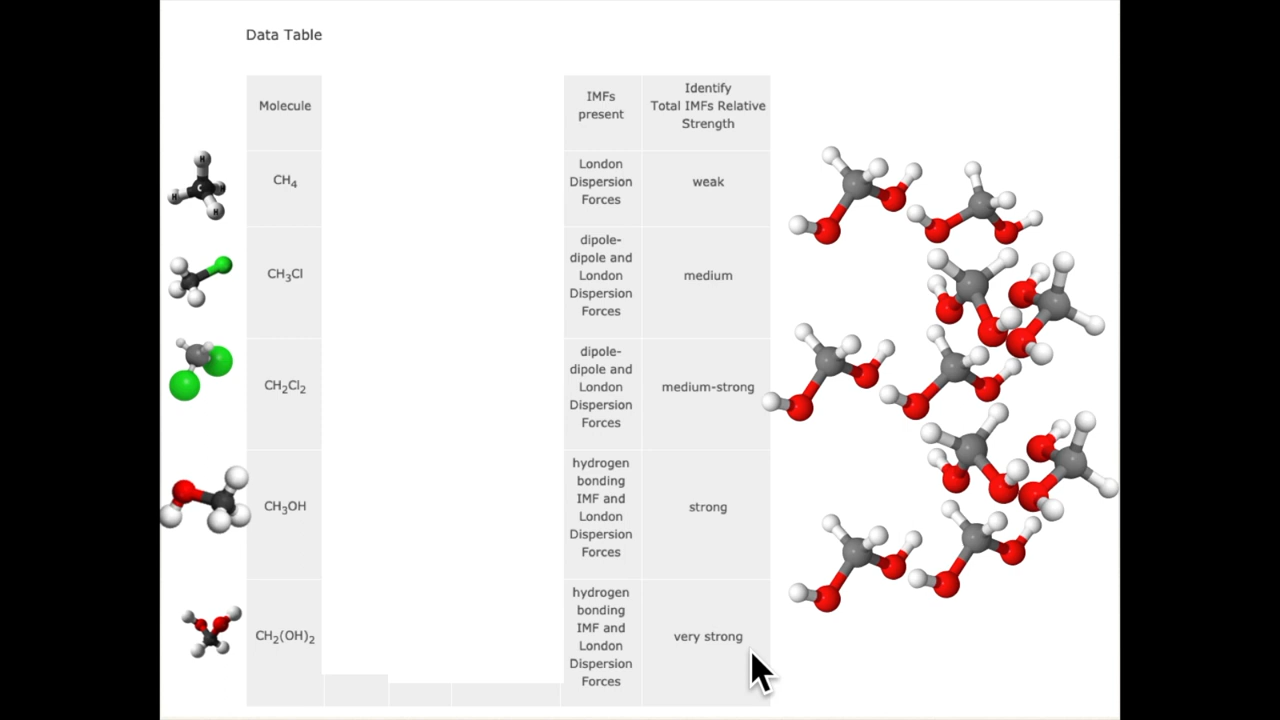 Data Table
Molecule
IMFs
present
Identify
Total IMFs Relative
Strength
CH₄
London
Dispersion
Forces
weak
CH₃Cl
dipole-
dipole and
London
Dispersion
Forces
medium
CH₂Cl₂
dipole-
dipole and
London
Dispersion
Forces
medium-strong
CH₃OH
hydrogen
bonding
IMF and
London
Dispersion
Forces
strong
CH₂(OH)₂
hydrogen
bonding
IMF and
London
Dispersion
Forces
very strong
H
H
C
H
H